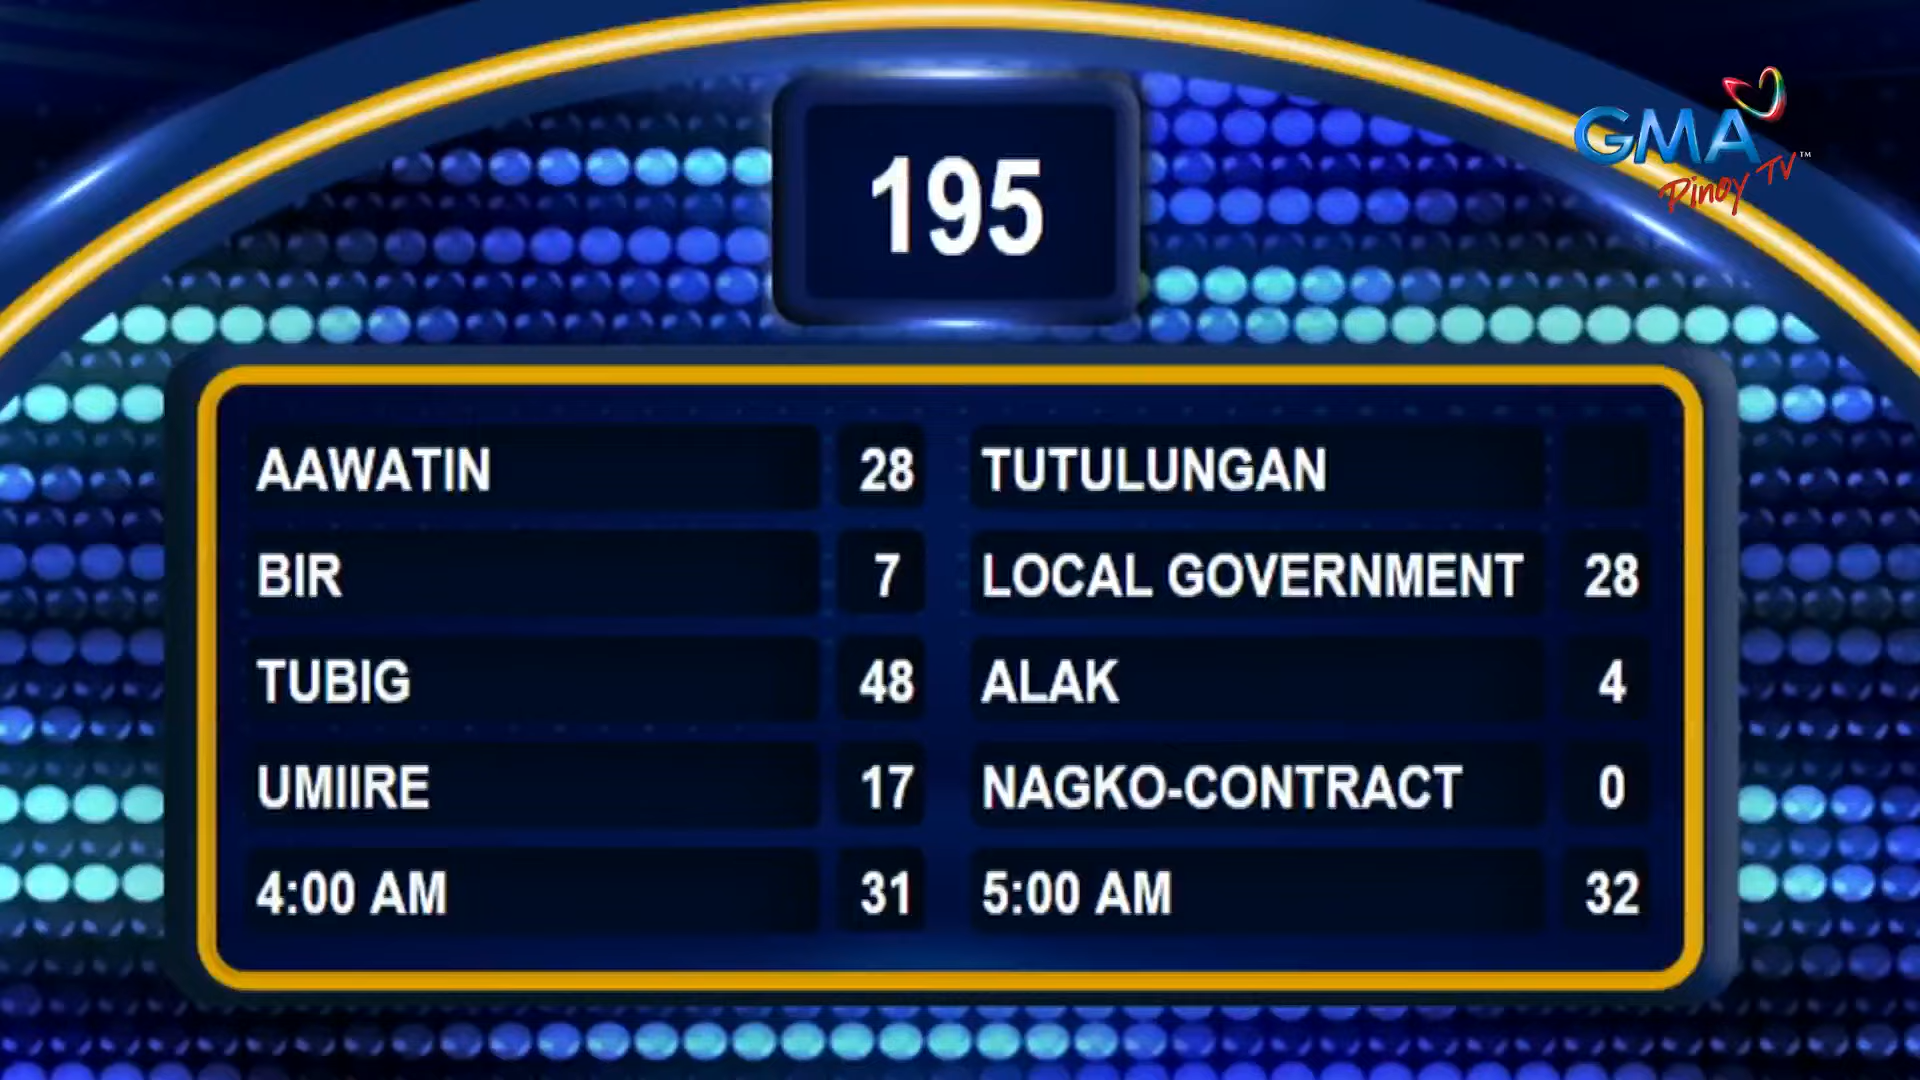 195
GMA
Pinoy TV™
AAWATIN 28 TUTULUNGAN
BIR 7 LOCAL GOVERNMENT 28
TUBIG 48 ALAK 4
UMIIRE 17 NAGKO-CONTRACT 0
4:00 AM 31 5:00 AM 32